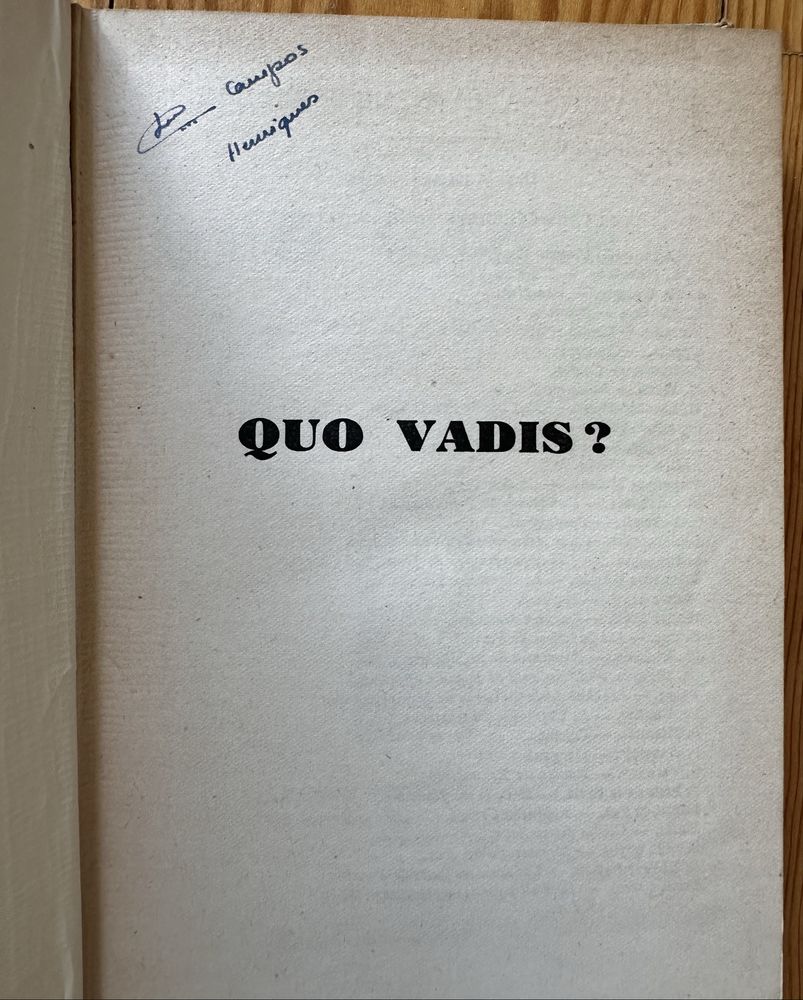 Campos
Henriques
QUO VADIS?